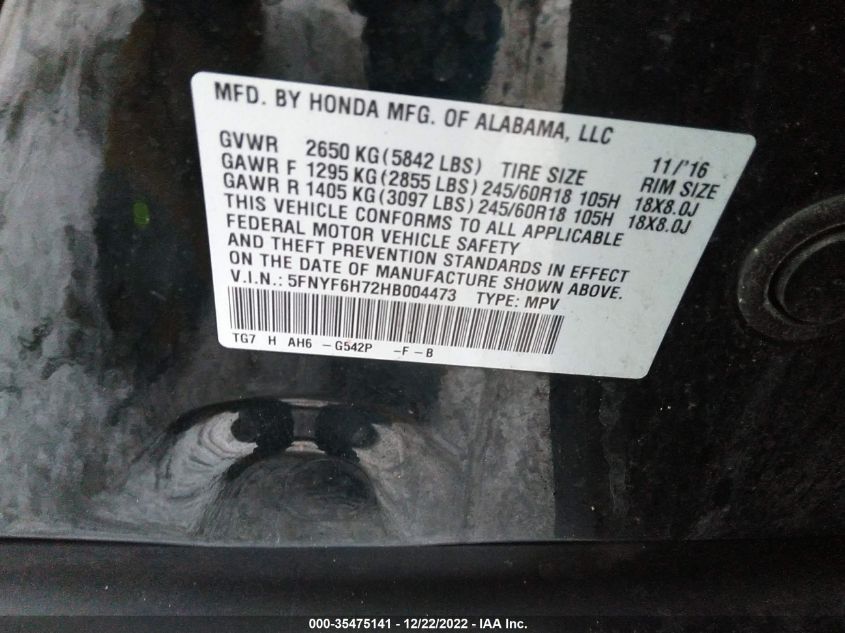 MFD. BY HONDA MFG. OF ALABAMA, LLC
GVWR 2650 KG(5842 LBS) TIRE SIZE 11/'16 RIM SIZE
GAWR F 1295 KG(2855 LBS) 245/60R18 105H 18X8.0J
GAWR R 1405 KG(3097 LBS) 245/60R18 105H 18X8.0J
THIS VEHICLE CONFORMS TO ALL APPLICABLE
FEDERAL MOTOR VEHICLE SAFETY
AND THEFT PREVENTION STANDARDS IN EFFECT
ON THE DATE OF MANUFACTURE SHOWN ABOVE.
V.I.N.: 5FNYF6H72HB004473 TYPE: MPV
TG7 H AH6 - G542P -F-B
000-35475141 - 12/22/2022 - IAA Inc.